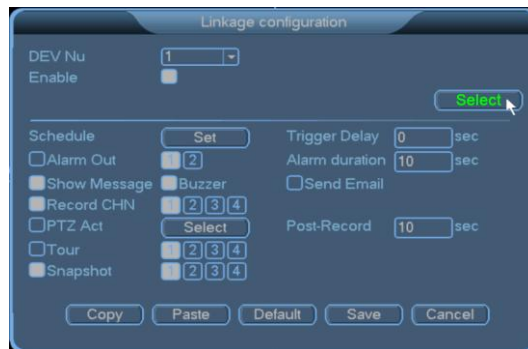 Linkage configuration
DEV Nu 1
Enable
Select
Schedule Set Trigger Delay 0 sec
Alarm Out 1 2 Alarm duration 10 sec
Show Message Buzzer Send Email
Record CHN 1 2 3 4
PTZ Act Select Post-Record 10 sec
Tour 1 2 3 4
Snapshot 1 2 3 4
Copy Paste Default Save Cancel